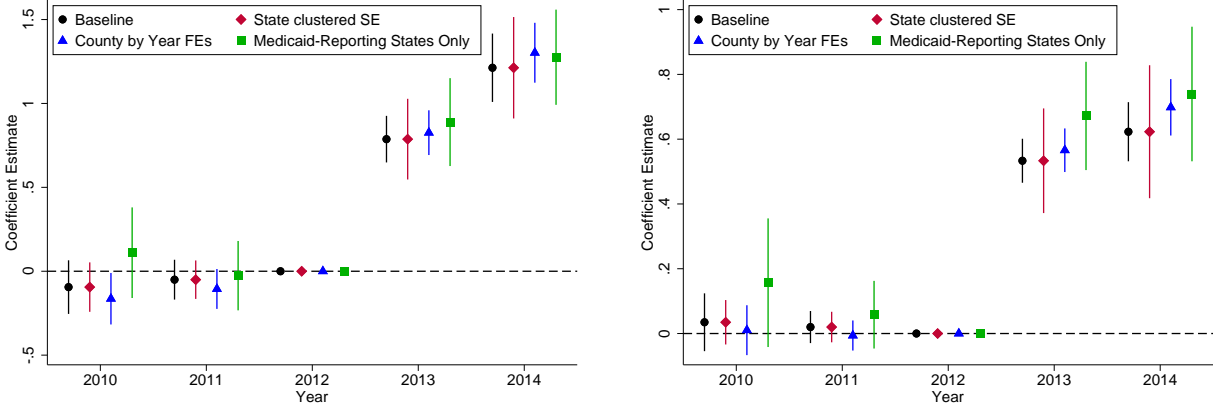 Baseline
State clustered SE
County by Year FEs
Medicaid-Reporting States Only
Coefficient Estimate
1.5
1
.5
0
-.5
2010 2011 2012 2013 2014
Year
Baseline
State clustered SE
County by Year FEs
Medicaid-Reporting States Only
Coefficient Estimate
1
.8
.6
.4
.2
0
2010 2011 2012 2013 2014
Year